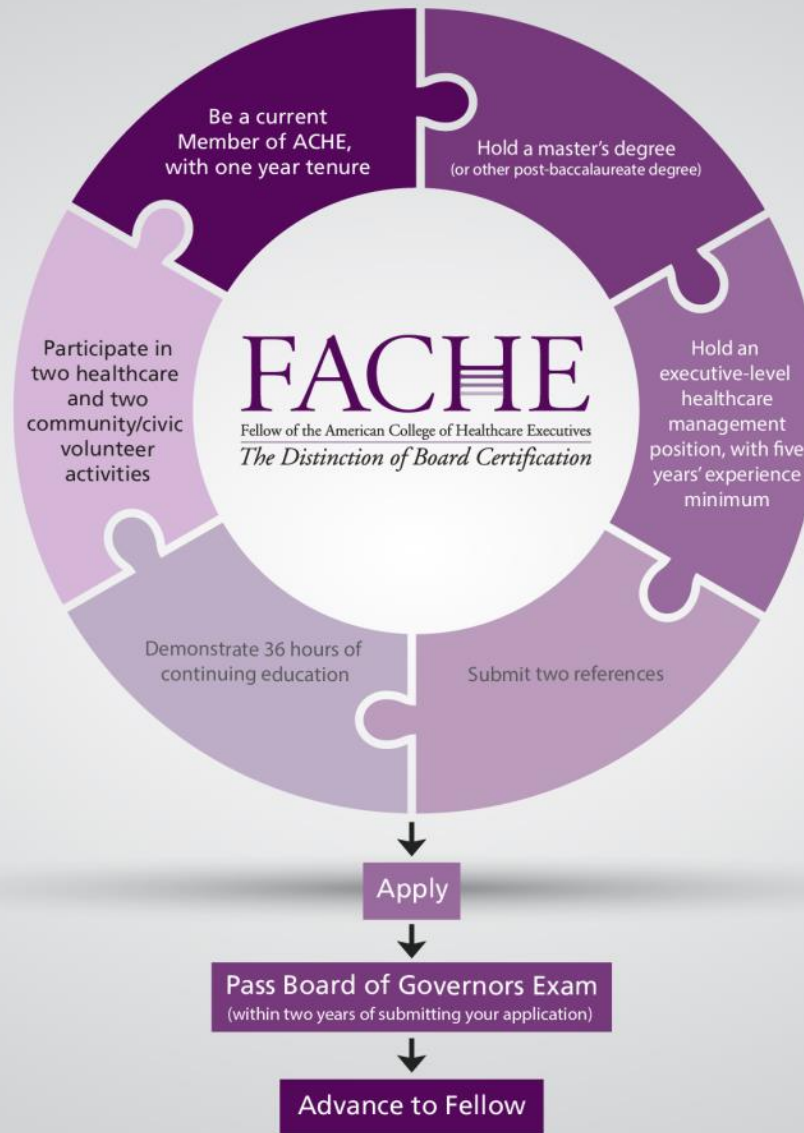 Be a current
Member of ACHE,
with one year tenure
Hold a master's degree
(or other post-baccalaureate degree)
Hold an
executive-level
healthcare
management
position, with five
years' experience
minimum
Submit two references
Demonstrate 36 hours of
continuing education
Participate in
two healthcare
and two
community/civic
volunteer
activities
FACHE
Fellow of the American College of Healthcare Executives
The Distinction of Board Certification
Apply
Pass Board of Governors Exam
(within two years of submitting your application)
Advance to Fellow